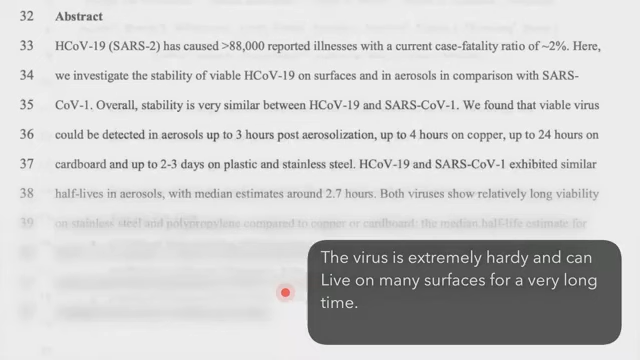 32 Abstract
33 HCoV-19 (SARS-2) has caused >88,000 reported illnesses with a current case-fatality ratio of ~2%. Here,
34 we investigate the stability of viable HCoV-19 on surfaces and in aerosols in comparison with SARS-
35 CoV-1. Overall, stability is very similar between HCoV-19 and SARS-CoV-1. We found that viable virus
36 could be detected in aerosols up to 3 hours post aerosolization, up to 4 hours on copper, up to 24 hours on
37 cardboard and up to 2-3 days on plastic and stainless steel. HCoV-19 and SARS-CoV-1 exhibited similar
38 half-lives in aerosols, with median estimates around 2.7 hours. Both viruses show relatively long viability
39 on stainless steel and polypropylene compared to copper or cardboard: the median half-life estimate for
The virus is extremely hardy and can
Live on many surfaces for a very long
time.